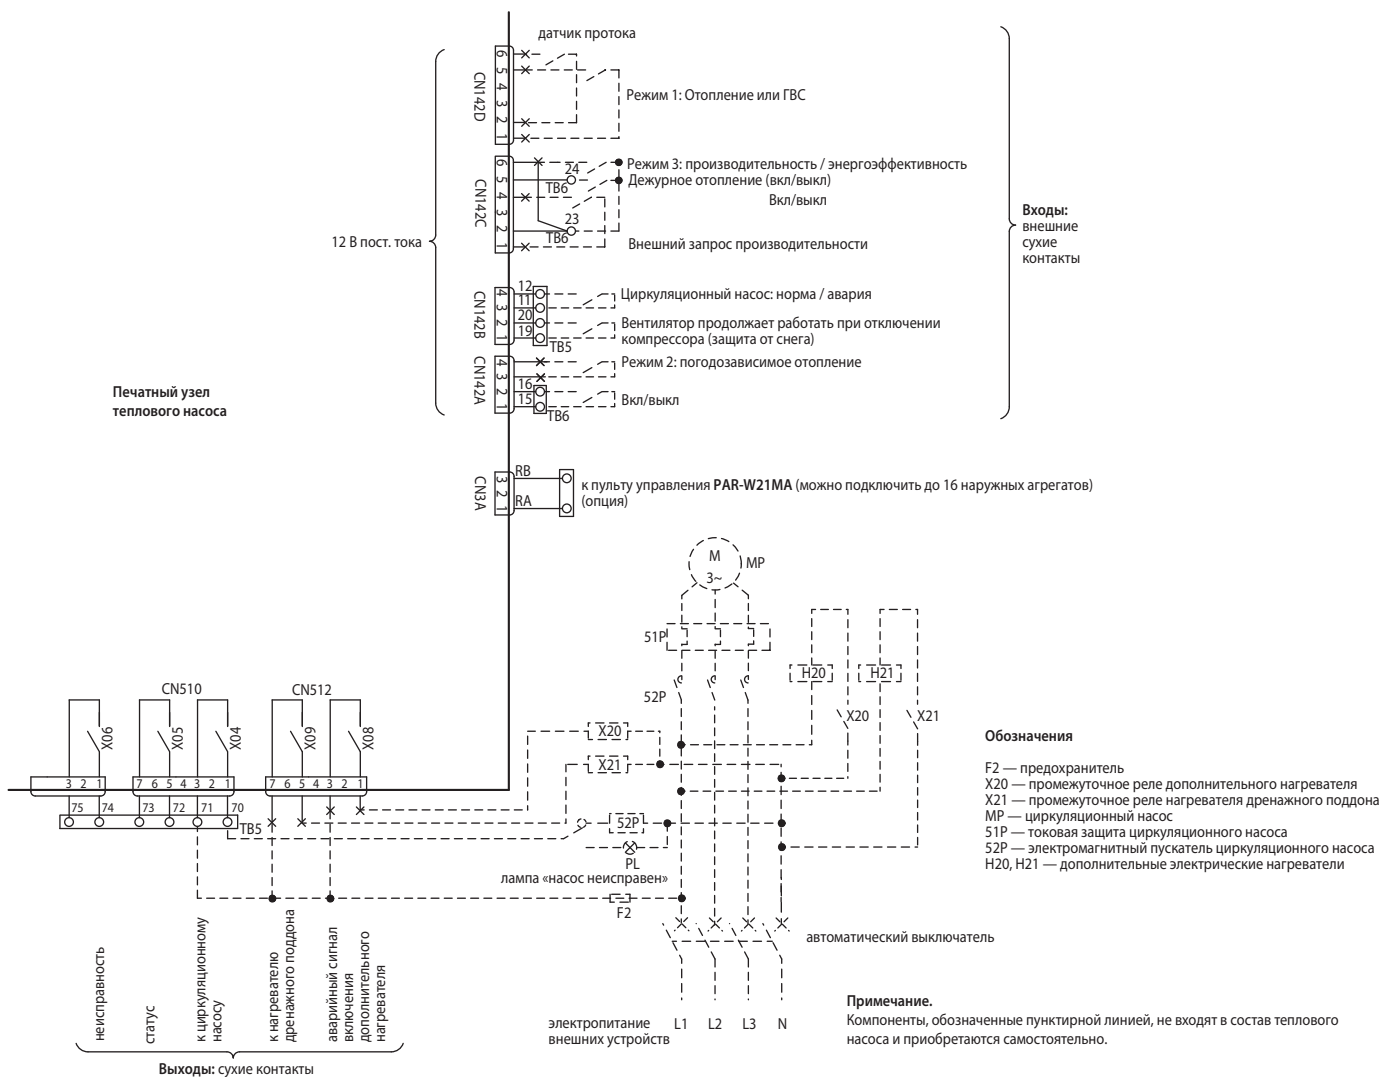 датчик протока
CN142D
6
5
4
3
2
1
Режим 1: Отопление или ГВС
CN142C
6
5
4
3
2
1
24
TB6
23
TB6
Режим 3: производительность / энергоэффективность
Дежурное отопление (вкл/выкл)
Вкл/выкл
Внешний запрос производительности
12 В пост. тока
Входы:
внешние
сухие
контакты
CN142B
4
3
2
1
12
11
20
19
TB5
Циркуляционный насос: норма / авария
Вентилятор продолжает работать при отключении
компрессора (защита от снега)
CN142A
4
3
2
1
16
15
TB6
Режим 2: погодозависимое отопление
Вкл/выкл
Печатный узел
теплового насоса
CN3A
3
2
1
RB
RA
к пульту управления PAR-W21MA (можно подключить до 16 наружных агрегатов)
(опция)
M
3~
MP
51P
52P
H20
H21
X20
X21
CN510
CN512
X06
X05
X04
X09
X08
X20
X21
3 2 1
7 6 5 4 3 2 1
7 6 5 4 3 2 1
75 74 73 72 71 70
TB5
52P
PL
лампа «насос неисправен»
F2
автоматический выключатель
неисправность
статус
к циркуляционному
насосу
к нагревателю
дренажного поддона
аварийный сигнал
включения
дополнительного
нагревателя
Выходы: сухие контакты
электропитание
внешних устройств
L1 L2 L3 N
Обозначения
F2 — предохранитель
X20 — промежуточное реле дополнительного нагревателя
X21 — промежуточное реле нагревателя дренажного поддона
MP — циркуляционный насос
51P — токовая защита циркуляционного насоса
52P — электромагнитный пускатель циркуляционного насоса
H20, H21 — дополнительные электрические нагреватели
Примечание.
Компоненты, обозначенные пунктирной линией, не входят в состав теплового
насоса и приобретаются самостоятельно.